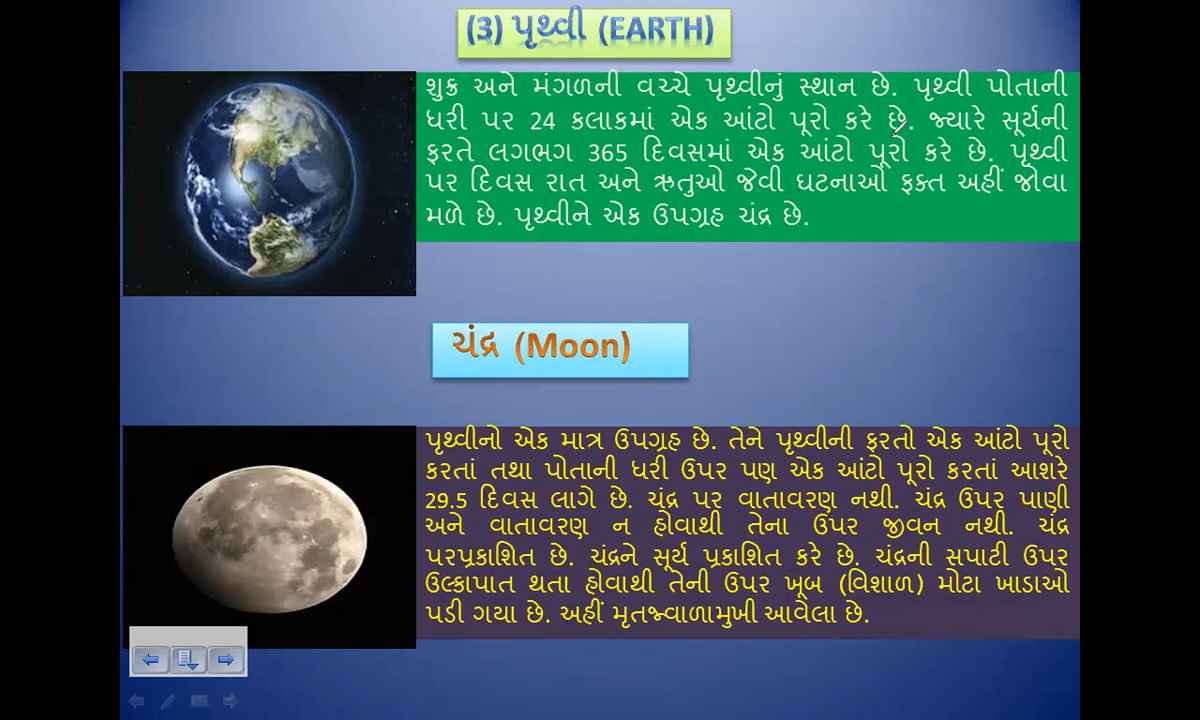 (3) પૃથ્વી (EARTH)
શુક્ર અને મંગળની વચ્ચે પૃથ્વીનું સ્થાન છે. પૃથ્વી પોતાની
ધરી પર 24 કલાકમાં એક આંટો પૂરો કરે છે. જ્યારે સૂર્યની
ફરતે લગભગ 365 દિવસમાં એક આંટો પૂરો કરે છે. પૃથ્વી
પર દિવસ રાત અને ઋતુઓ જેવી ઘટનાઓ ફક્ત અહીં જોવા
મળે છે. પૃથ્વીને એક ઉપગ્રહ ચંદ્ર છે.
ચંદ્ર (Moon)
પૃથ્વીનો એક માત્ર ઉપગ્રહ છે. તેને પૃથ્વીની ફરતો એક આંટો પૂરો
કરતાં તથા પોતાની ધરી ઉપર પણ એક આંટો પૂરો કરતાં આશરે
29.5 દિવસ લાગે છે. ચંદ્ર પર વાતાવરણ નથી. ચંદ્ર ઉપર પાણી
અને વાતાવરણ ન હોવાથી તેના ઉપર જીવન નથી. ચંદ્ર
પરપ્રકાશિત છે. ચંદ્રને સૂર્ય પ્રકાશિત કરે છે. ચંદ્રની સપાટી ઉપર
ઉલ્કાપાત થતા હોવાથી તેની ઉપર ખૂબ (વિશાળ) મોટા ખાડાઓ
પડી ગયા છે. અહીં મૃતજ્વાળામુખી આવેલા છે.